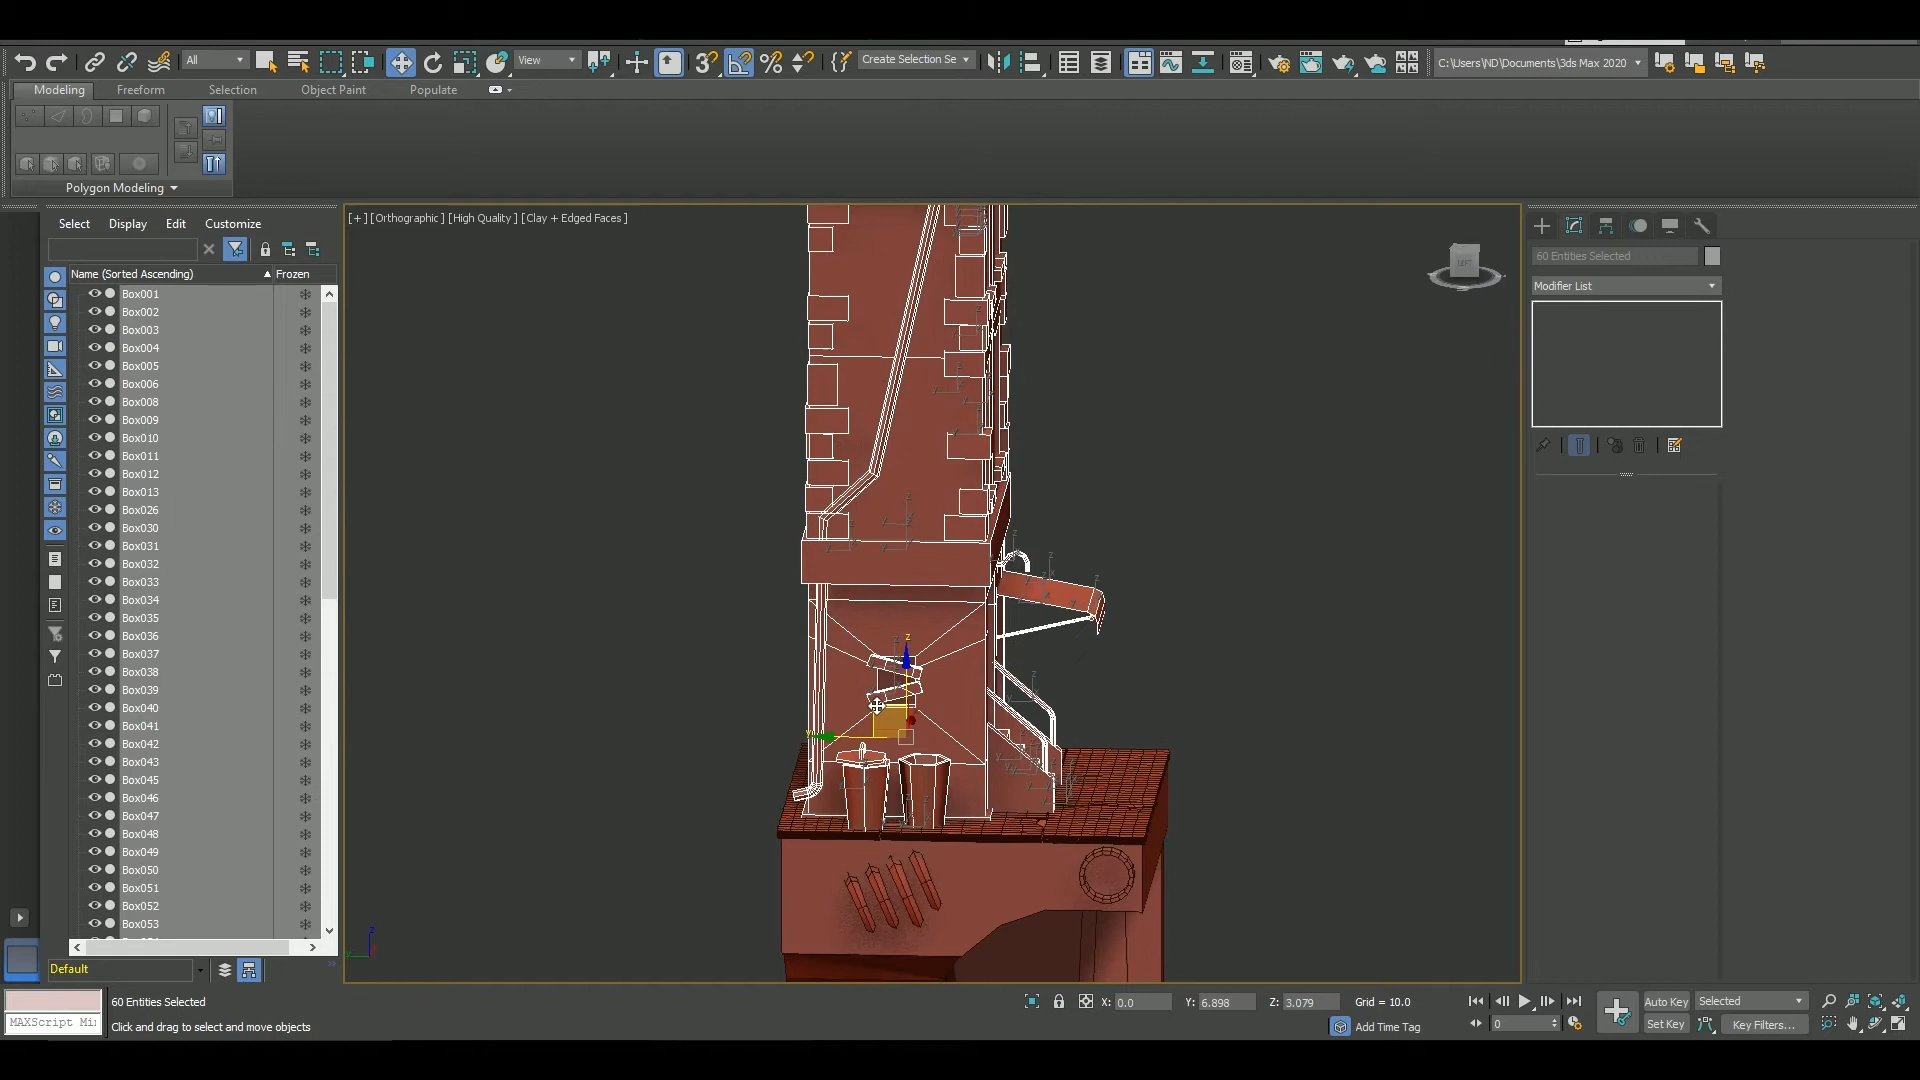 All
View
Create Selection Se
C:\Users\ND\Documents\3ds Max 2020
Modeling
Freeform
Selection
Object Paint
Populate
Polygon Modeling
Select
Display
Edit
Customize
Name (Sorted Ascending)
Frozen
Box001
Box002
Box003
Box004
Box005
Box006
Box008
Box009
Box010
Box011
Box012
Box013
Box026
Box030
Box031
Box032
Box033
Box034
Box035
Box036
Box037
Box038
Box039
Box040
Box041
Box042
Box043
Box045
Box046
Box047
Box048
Box049
Box050
Box051
Box052
Box053
Default
[+] [Orthographic] [High Quality] [Clay + Edged Faces]
LEFT
60 Entities Selected
Modifier List
60 Entities Selected
MAXScript Mi
Click and drag to select and move objects
X: 0.0
Y: 6.898
Z: 3.079
Grid = 10.0
Add Time Tag
0
Auto Key
Selected
Set Key
Key Filters...